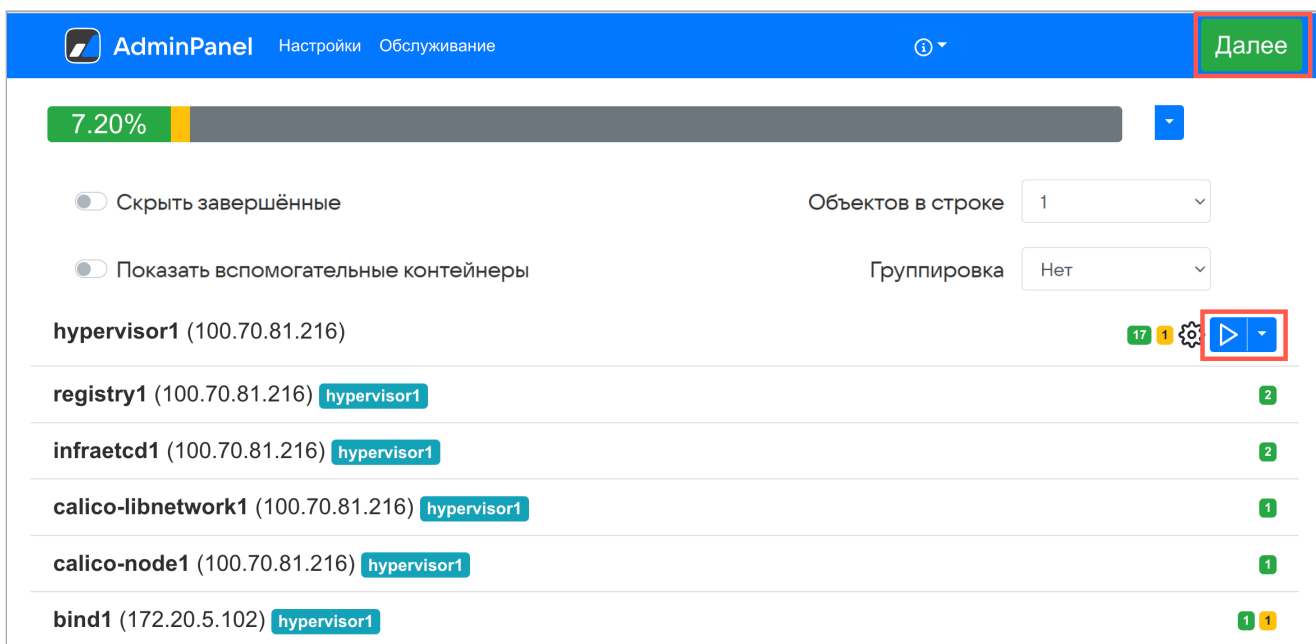 AdminPanel Настройки Обслуживание Далее
7.20%
Скрыть завершённые Объектов в строке 1
Показать вспомогательные контейнеры Группировка Нет
hypervisor1 (100.70.81.216) 17 1
registry1 (100.70.81.216) hypervisor1 2
infraetcd1 (100.70.81.216) hypervisor1 2
calico-libnetwork1 (100.70.81.216) hypervisor1 1
calico-node1 (100.70.81.216) hypervisor1 1
bind1 (172.20.5.102) hypervisor1 1 1